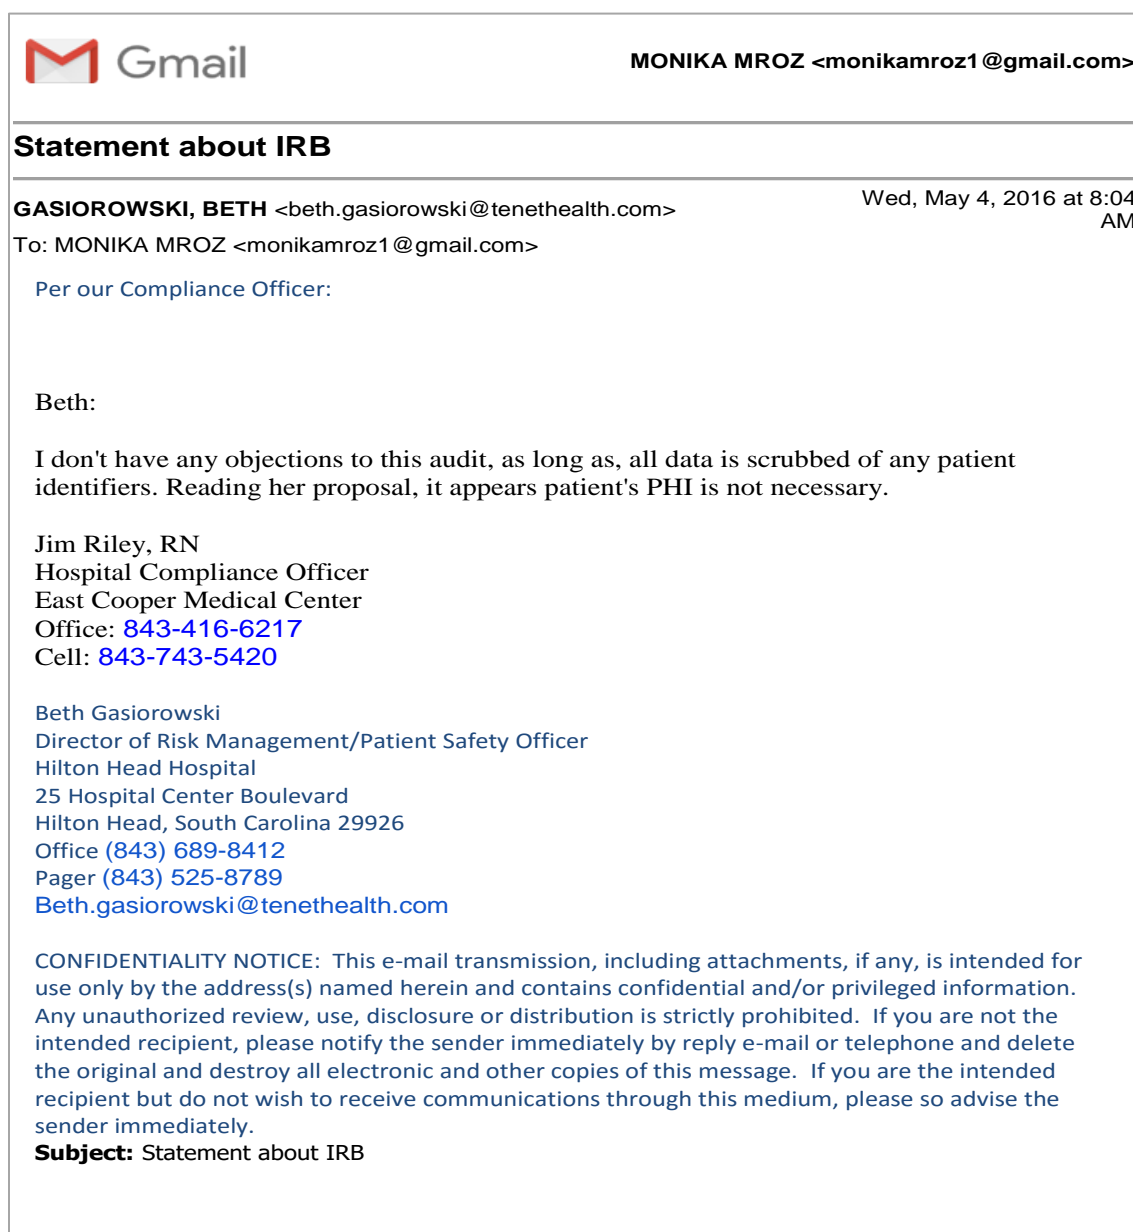 Gmail
MONIKA MROZ <monikamroz1@gmail.com>
Statement about IRB
GASIOROWSKI, BETH <beth.gasiorowski@tenethealth.com>
Wed, May 4, 2016 at 8:04
AM
To: MONIKA MROZ <monikamroz1@gmail.com>
Per our Compliance Officer:
Beth:
I don't have any objections to this audit, as long as, all data is scrubbed of any patient
identifiers. Reading her proposal, it appears patient's PHI is not necessary.
Jim Riley, RN
Hospital Compliance Officer
East Cooper Medical Center
Office: 843-416-6217
Cell: 843-743-5420
Beth Gasiorowski
Director of Risk Management/Patient Safety Officer
Hilton Head Hospital
25 Hospital Center Boulevard
Hilton Head, South Carolina 29926
Office (843) 689-8412
Pager (843) 525-8789
Beth.gasiorowski@tenethealth.com
CONFIDENTIALITY NOTICE: This e-mail transmission, including attachments, if any, is intended for
use only by the address(s) named herein and contains confidential and/or privileged information.
Any unauthorized review, use, disclosure or distribution is strictly prohibited. If you are not the
intended recipient, please notify the sender immediately by reply e-mail or telephone and delete
the original and destroy all electronic and other copies of this message. If you are the intended
recipient but do not wish to receive communications through this medium, please so advise the
sender immediately.
Subject: Statement about IRB